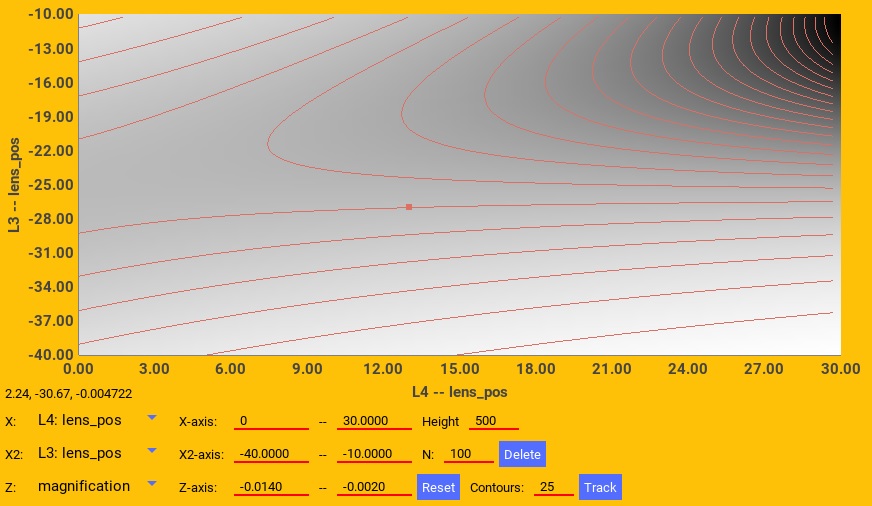 -10.00
-13.00
-16.00
-19.00
-22.00
-25.00
-28.00
-31.00
-34.00
-37.00
-40.00
L3 -- lens_pos
0.00 3.00 6.00 9.00 12.00 15.00 18.00 21.00 24.00 27.00 30.00
L4 -- lens_pos
2.24, -30.67, -0.004722
X: L4: lens_pos X-axis: 0 -- 30.0000 Height 500
X2: L3: lens_pos X2-axis: -40.0000 -- -10.0000 N: 100 Delete
Z: magnification Z-axis: -0.0140 -- -0.0020 Reset Contours: 25 Track